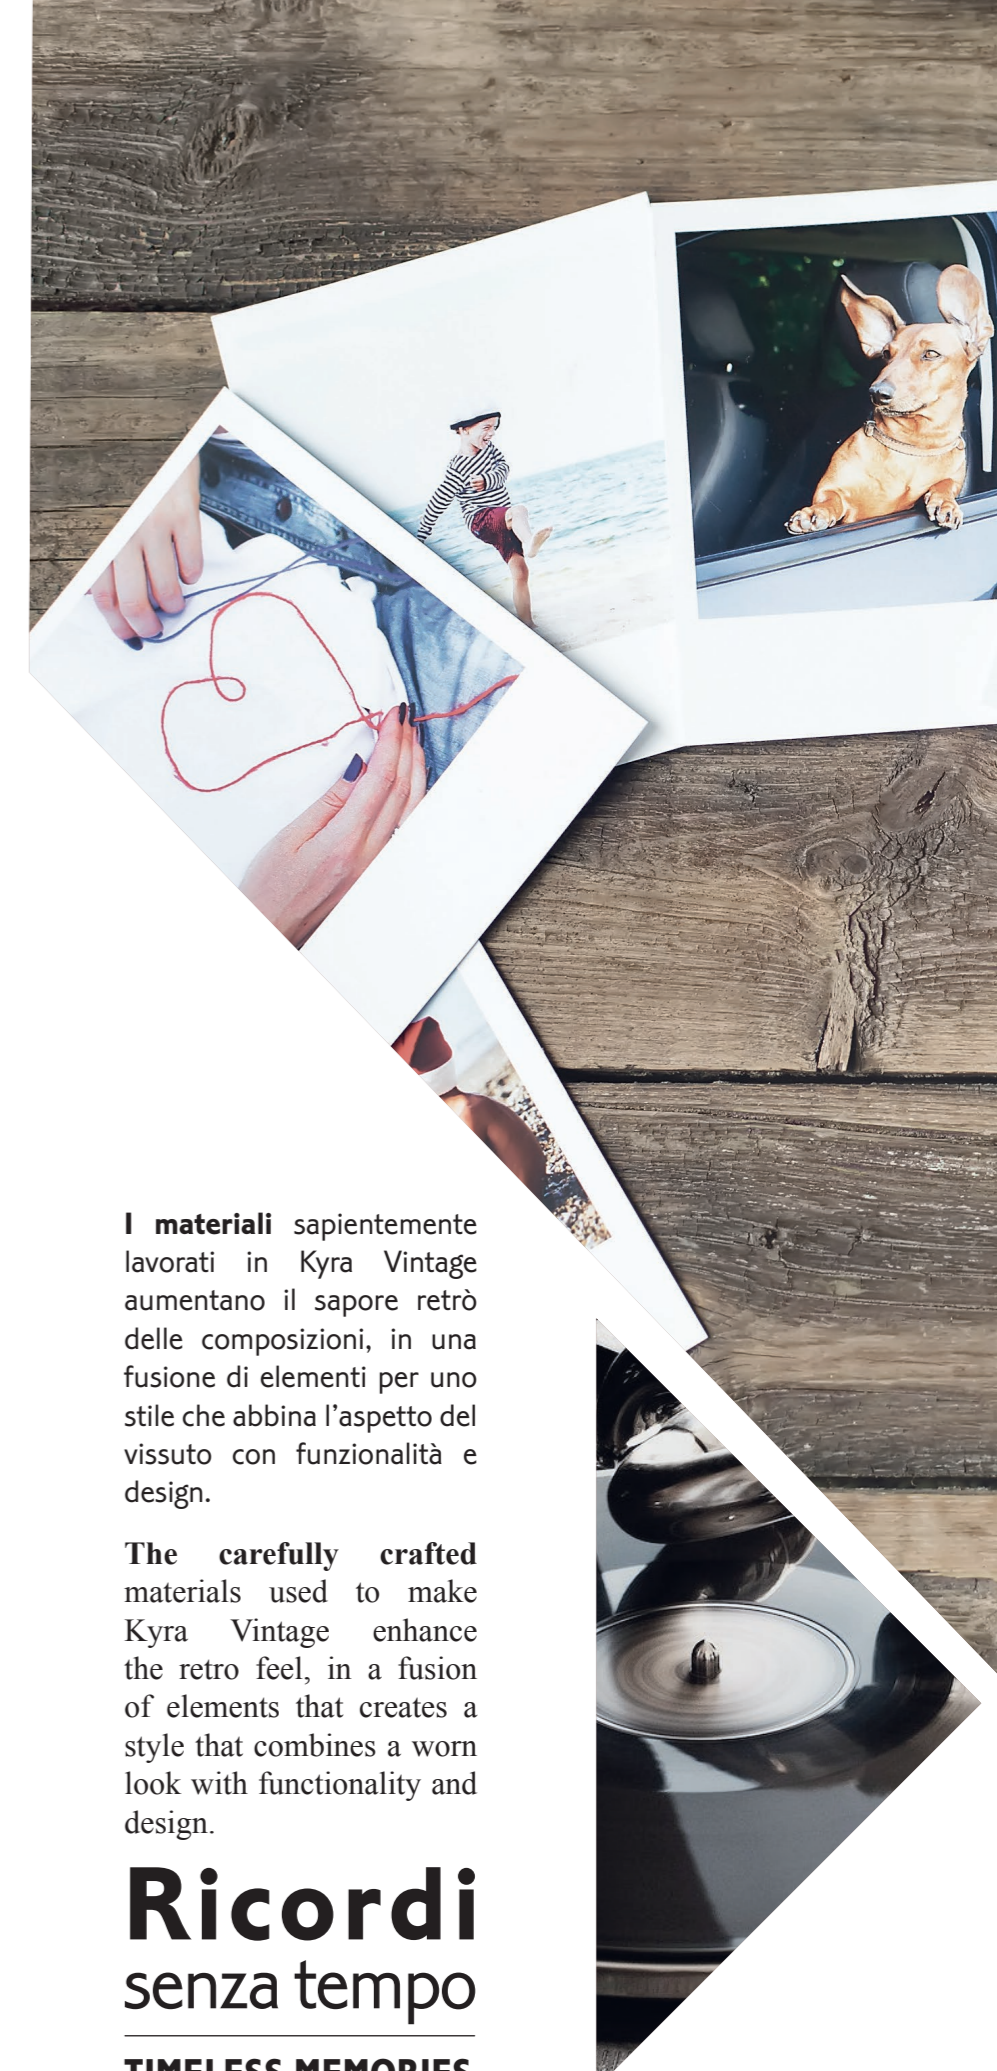 I materiali sapientemente
lavorati in Kyra Vintage
aumentano il sapore retrò
delle composizioni, in una
fusione di elementi per uno
stile che abbina l’aspetto del
vissuto con funzionalità e
design.
The carefully crafted
materials used to make
Kyra Vintage enhance
the retro feel, in a fusion
of elements that creates a
style that combines a worn
look with functionality and
design.
Ricordi
senza tempo
TIMELESS MEMORIES